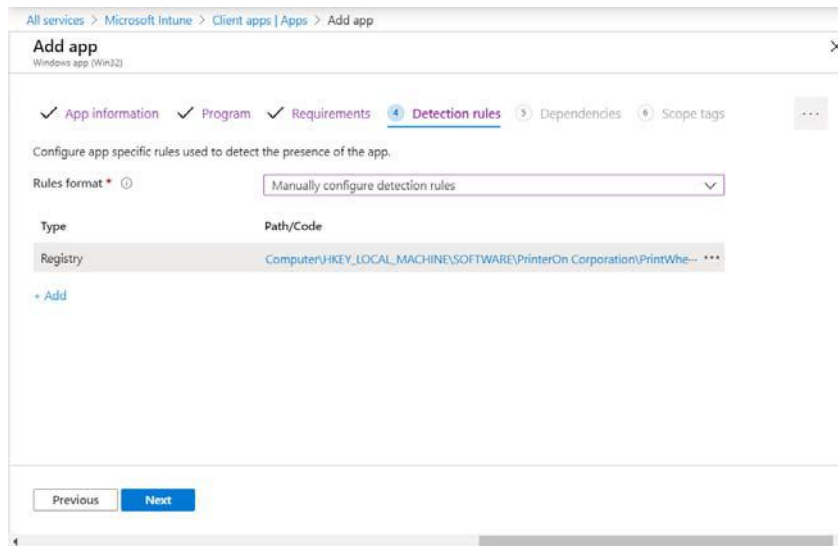 All services > Microsoft Intune > Client apps | Apps > Add app
Add app
Windows app (Win32)
App information Program Requirements 4 Detection rules 5 Dependencies 6 Scope tags ...
Configure app specific rules used to detect the presence of the app.
Rules format * Manually configure detection rules
Type Path/Code
Registry Computer\HKEY_LOCAL_MACHINE\SOFTWARE\PrinterOn Corporation\PrintWhe... ...
+ Add
Previous Next